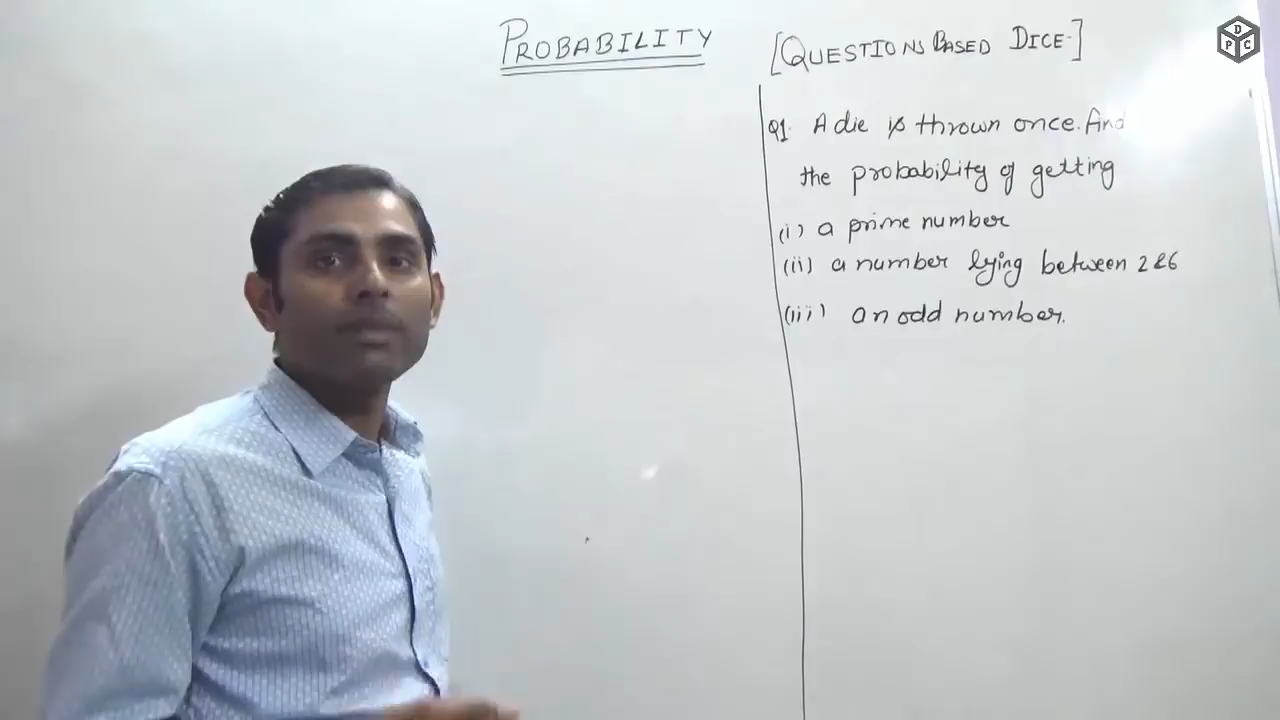 PROBABILITY [QUESTIONS BASED DICE.]
Q1. A die is thrown once. Find
the probability of getting
(i) a prime number
(ii) a number lying between 2 & 6
(iii) an odd number.
D P C